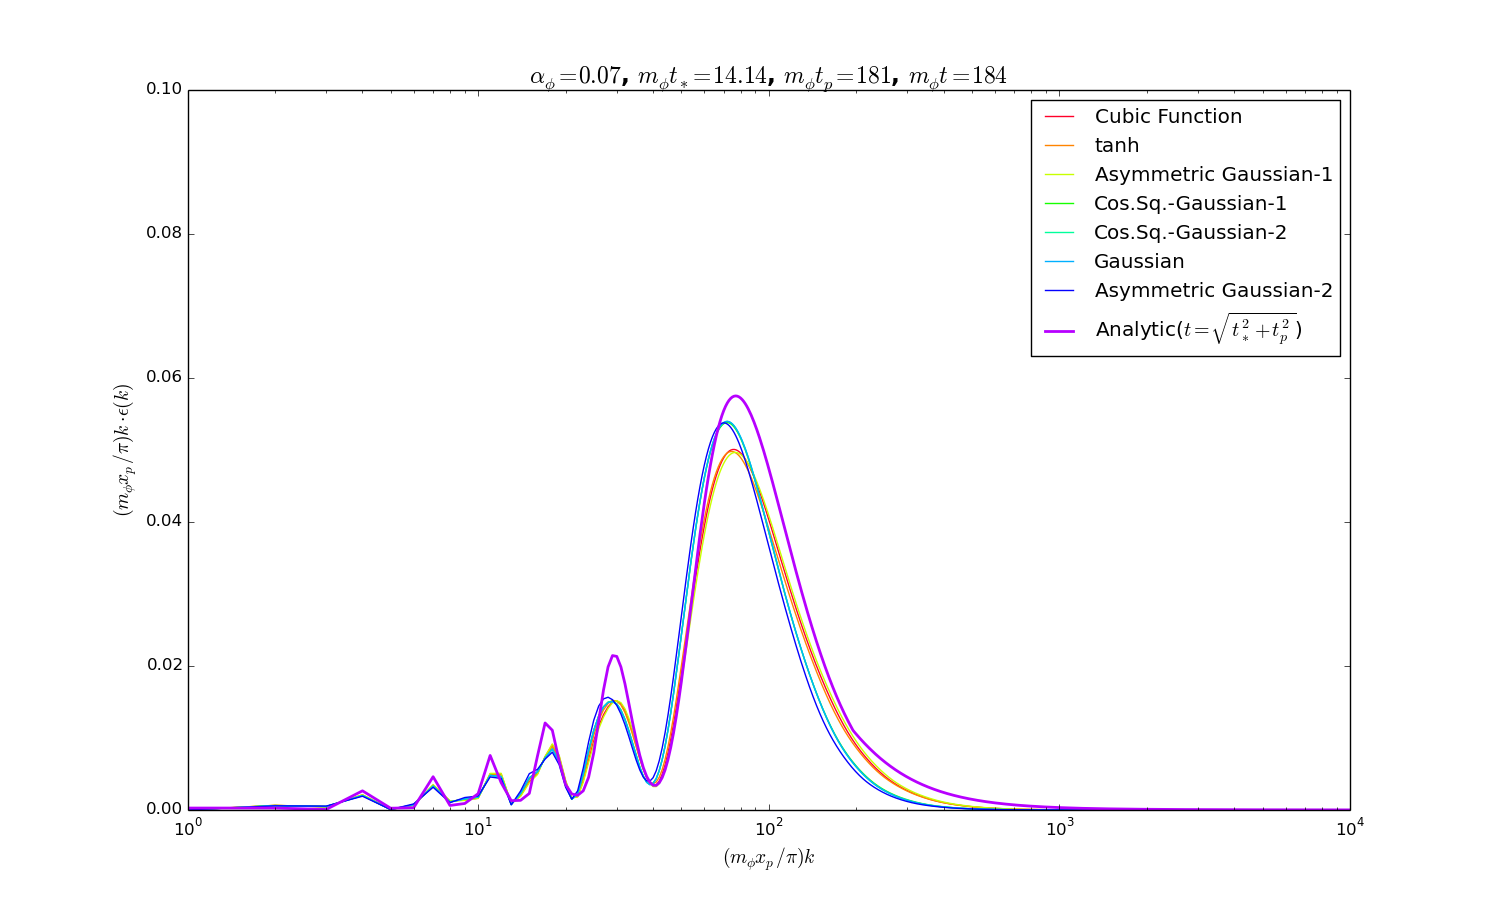 α_ϕ=0.07, m_ϕt_*=14.14, m_ϕt_p=181, m_ϕt=184
0.10
0.08
0.06
0.04
0.02
0.00
(m_ϕx_p/π)k·ϵ(k)
Cubic Function
tanh
Asymmetric Gaussian-1
Cos.Sq.-Gaussian-1
Cos.Sq.-Gaussian-2
Gaussian
Asymmetric Gaussian-2
Analytic(t=√(t_*^2+t_p^2))
10^0 10^1 10^2 10^3 10^4
(m_ϕx_p/π)k